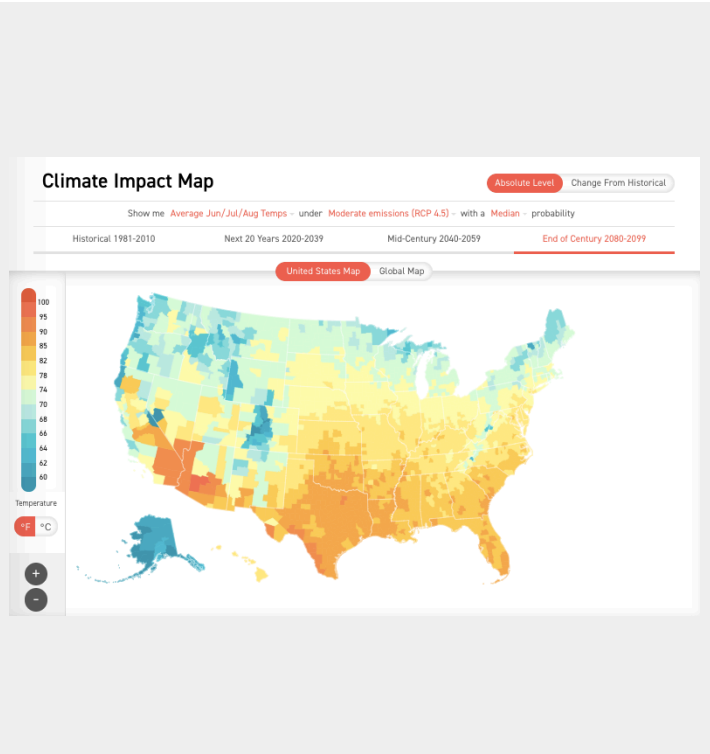 Climate Impact Map
Absolute Level Change From Historical
Show me Average Jun/Jul/Aug Temps - under Moderate emissions (RCP 4.5) - with a Median - probability
Historical 1981-2010 Next 20 Years 2020-2039 Mid-Century 2040-2059 End of Century 2080-2099
United States Map Global Map
100
95
90
85
82
78
74
70
68
66
64
62
60
Temperature
°F °C
+
-